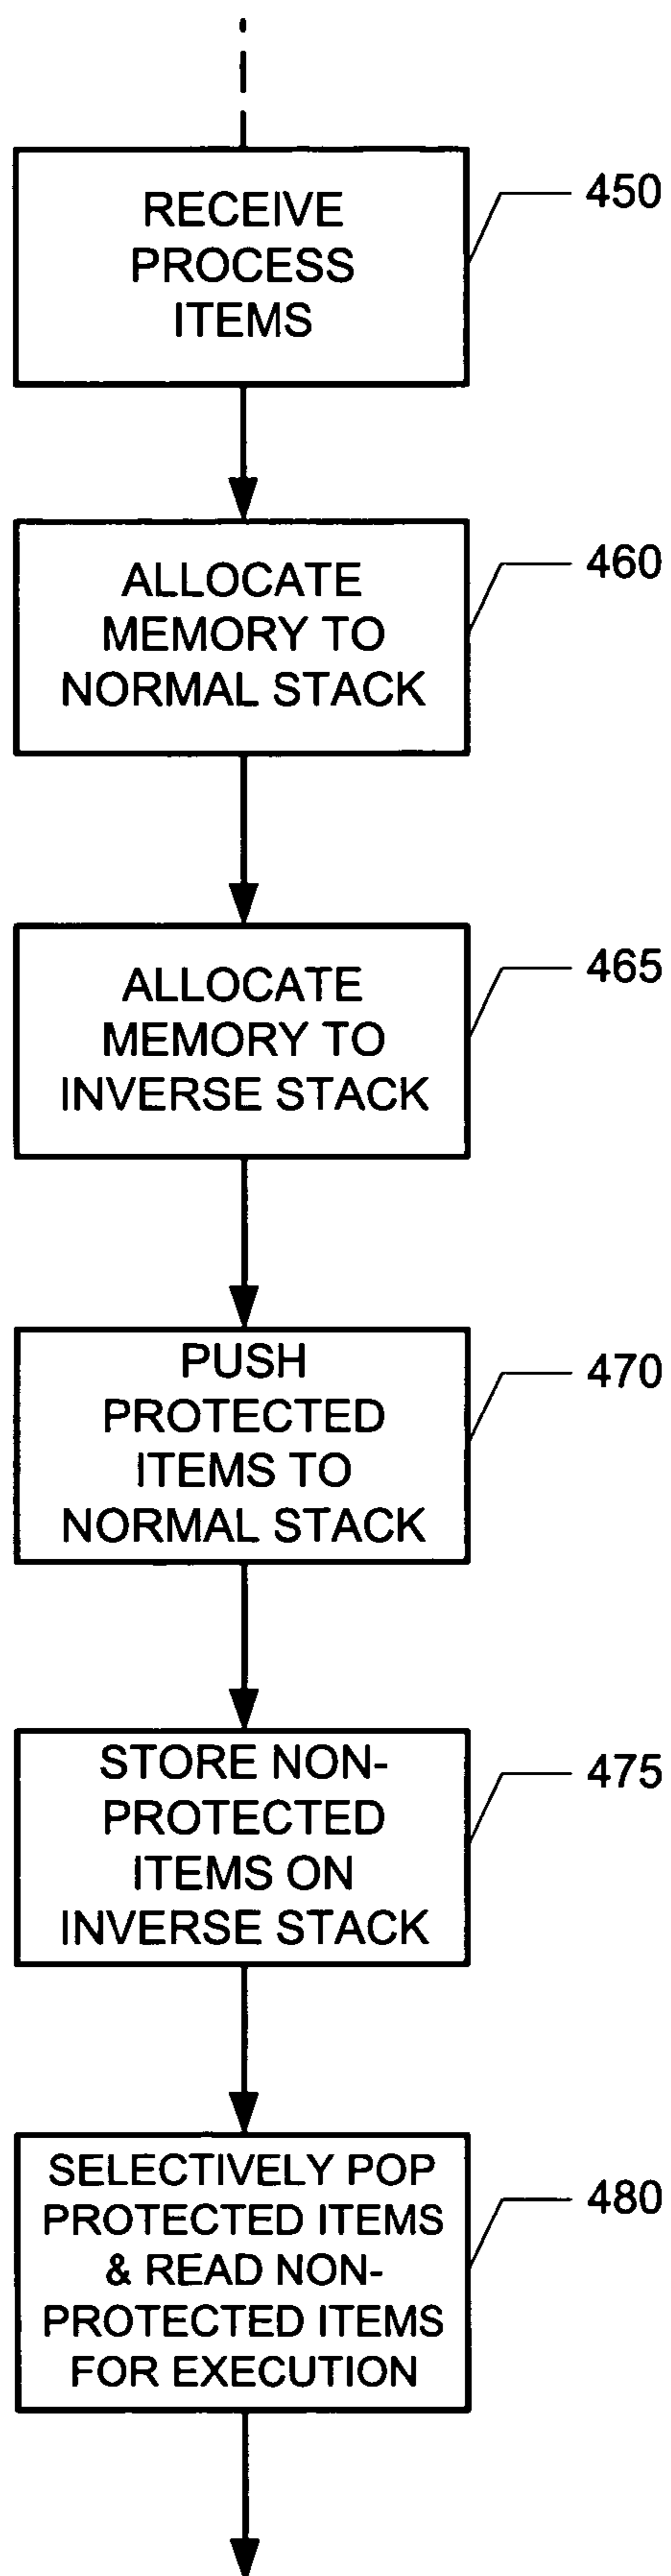 RECEIVE
PROCESS
ITEMS
450
ALLOCATE
MEMORY TO
NORMAL STACK
460
ALLOCATE
MEMORY TO
INVERSE STACK
465
PUSH
PROTECTED
ITEMS TO
NORMAL STACK
470
STORE NON-
PROTECTED
ITEMS ON
INVERSE STACK
475
SELECTIVELY POP
PROTECTED ITEMS
& READ NON-
PROTECTED ITEMS
FOR EXECUTION
480